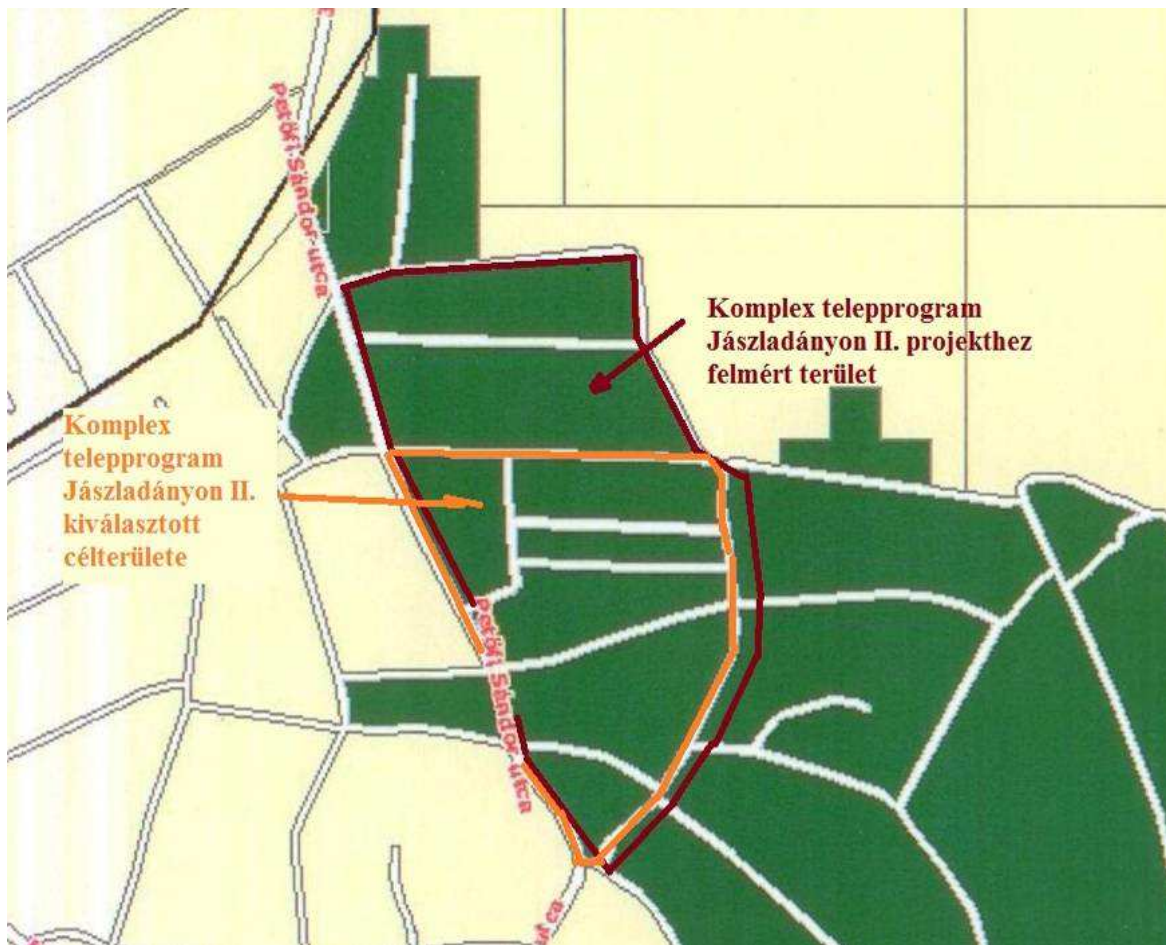 Petőfi Sándor utca
Komplex telepprogram
Jászladányon II. projekthez
felmért terület
Komplex
telepprogram
Jászladányon II.
kiválasztott
célterülete
Petőfi Sándor utca